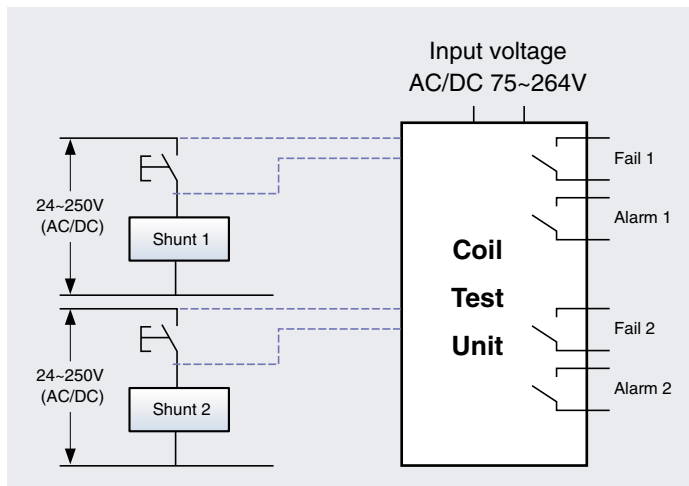 Input voltage
AC/DC 75~264V
24~250V
(AC/DC)
Shunt 1
Fail 1
Alarm 1
Coil
Test
Unit
24~250V
(AC/DC)
Shunt 2
Fail 2
Alarm 2